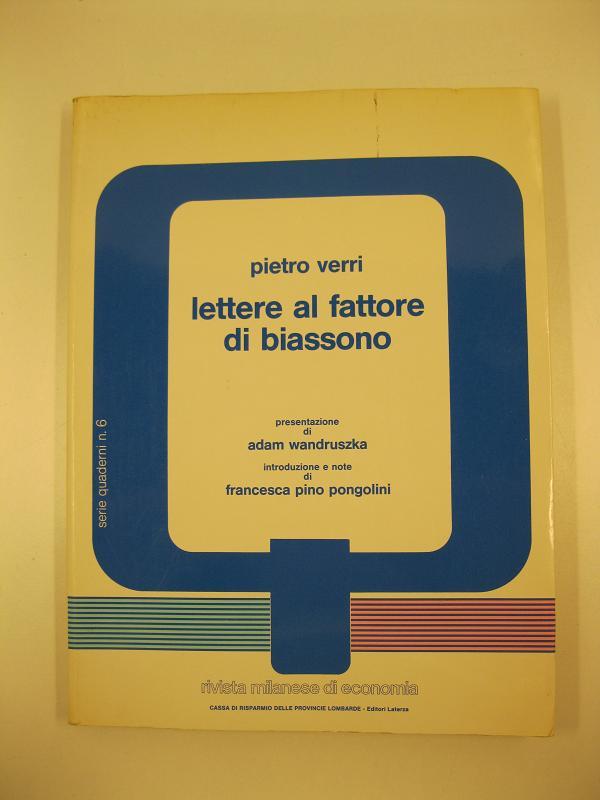 pietro verri
lettere al fattore
di biassono
presentazione
di
adam wandruszka
introduzione e note
di
francesca pino pongolini
serie quaderni n. 6
rivista milanese di economia
CASSA DI RISPARMIO DELLE PROVINCIE LOMBARDE - Editori Laterza